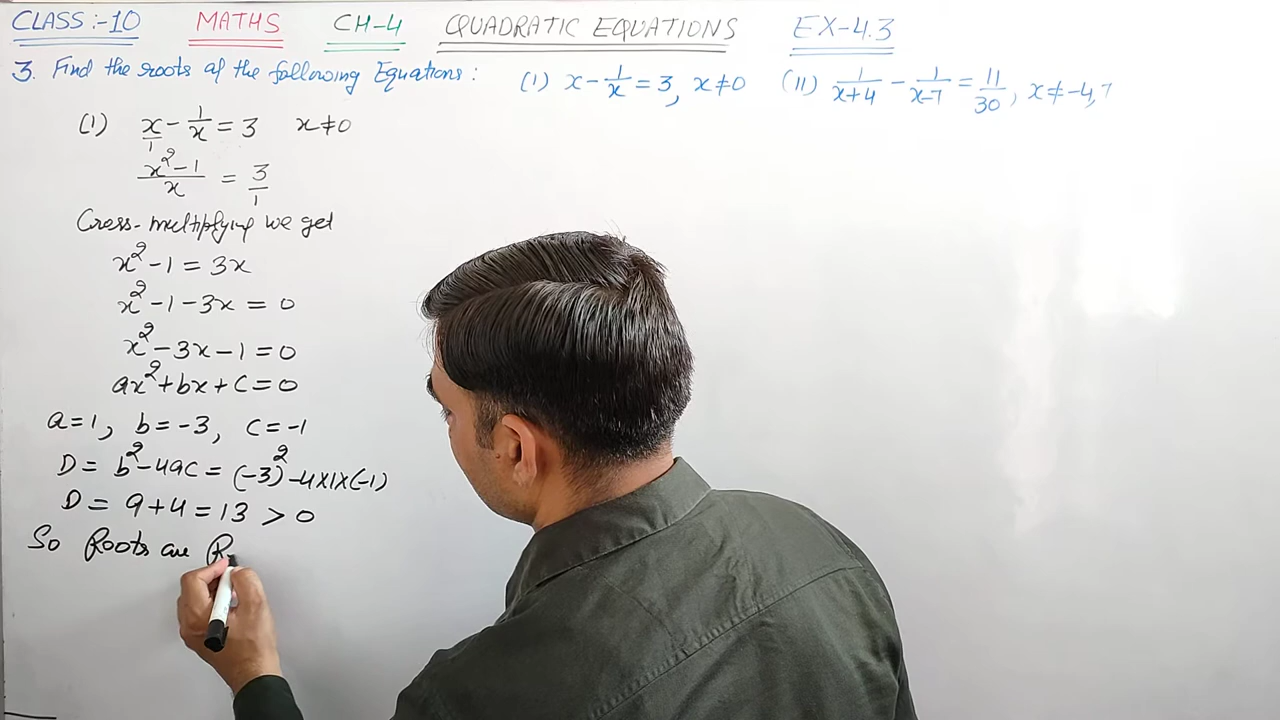 CLASS :- 10 MATHS CH-4 QUADRATIC EQUATIONS EX-4.3
3. Find the roots of the following Equations : (I) x - 1/x = 3, x ≠ 0 (II) 1/(x+4) - 1/(x-7) = 11/30, x ≠ -4, 7
(I) x/1 - 1/x = 3 x ≠ 0
(x² - 1)/x = 3/1
Cross-multiplying we get
x² - 1 = 3x
x² - 1 - 3x = 0
x² - 3x - 1 = 0
ax² + bx + c = 0
a = 1, b = -3, c = -1
D = b² - 4ac = (-3)² - 4×1×(-1)
D = 9 + 4 = 13 > 0
So Roots are R